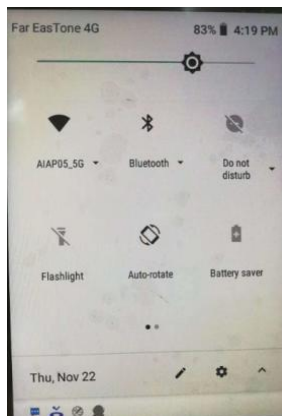 Far EasTone 4G 83% 4:19 PM
AIAP05_5G Bluetooth Do not
disturb
Flashlight Auto-rotate Battery saver
Thu, Nov 22